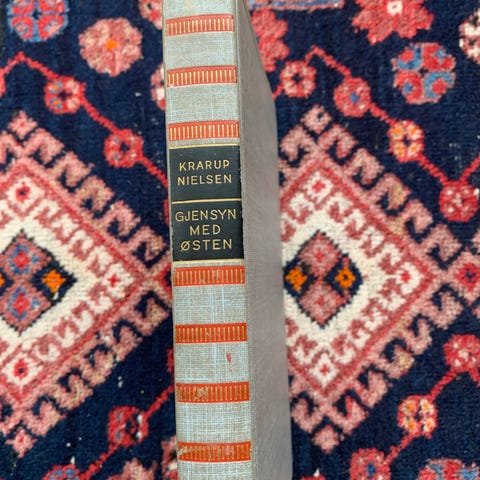 KRARUP
NIELSEN
GJENSYN
MED
ØSTEN